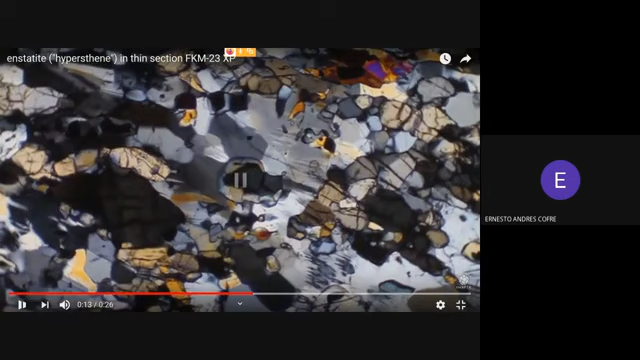 enstatite ("hypersthene") in thin section FKM-23 XP
E
ERNESTO ANDRES COFRE
0:13 / 0:26